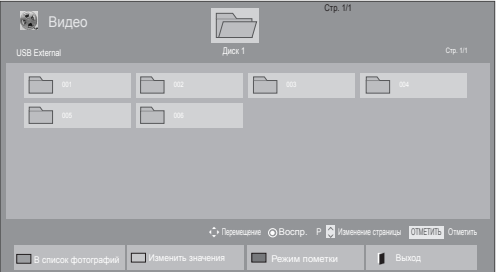 Стр. 1/1
Видео
USB External
Диск 1
Стр. 1/1
001 002 003 004
005 006
Перемещение Воспр. P Изменение страницы ОТМЕТИТЬ Отметить
В список фотографий Изменить значения Режим пометки Выход